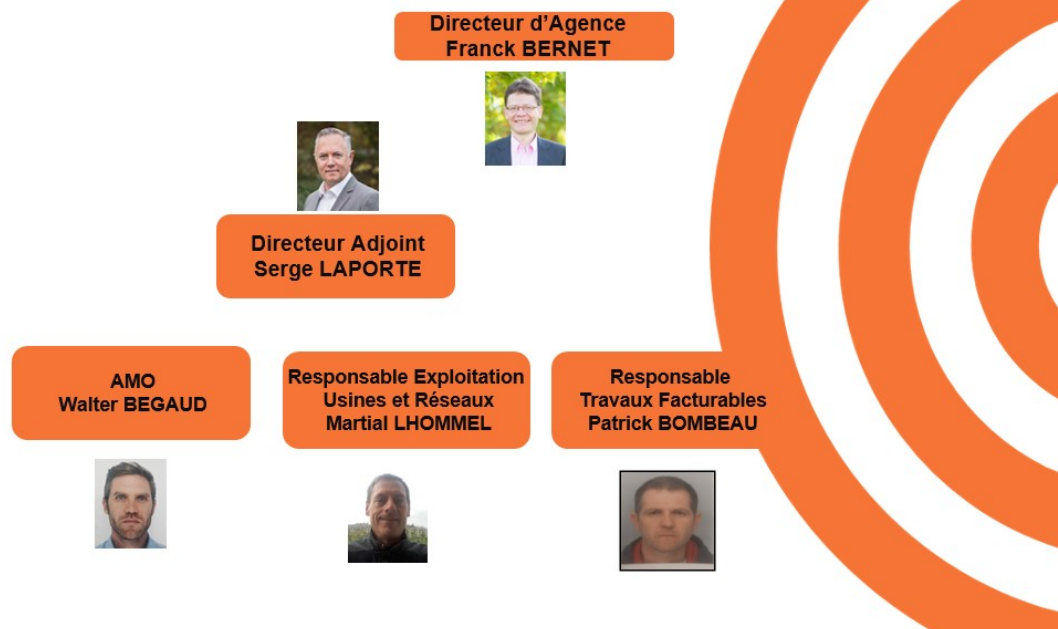 Directeur d’Agence
Franck BERNET
Directeur Adjoint
Serge LAPORTE
AMO
Walter BEGAUD
Responsable Exploitation
Usines et Réseaux
Martial LHOMMEL
Responsable
Travaux Facturables
Patrick BOMBEAU